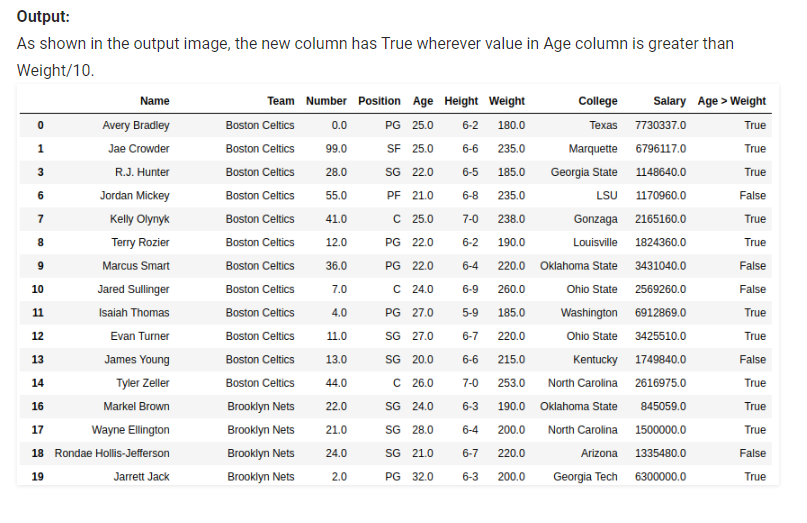 Output:
As shown in the output image, the new column has True wherever value in Age column is greater than
Weight/10.
Name Team Number Position Age Height Weight College Salary Age > Weight
0 Avery Bradley Boston Celtics 0.0 PG 25.0 6-2 180.0 Texas 7730337.0 True
1 Jae Crowder Boston Celtics 99.0 SF 25.0 6-6 235.0 Marquette 6796117.0 True
3 R.J. Hunter Boston Celtics 28.0 SG 22.0 6-5 185.0 Georgia State 1148640.0 True
6 Jordan Mickey Boston Celtics 55.0 PF 21.0 6-8 235.0 LSU 1170960.0 False
7 Kelly Olynyk Boston Celtics 41.0 C 25.0 7-0 238.0 Gonzaga 2165160.0 True
8 Terry Rozier Boston Celtics 12.0 PG 22.0 6-2 190.0 Louisville 1824360.0 True
9 Marcus Smart Boston Celtics 36.0 PG 22.0 6-4 220.0 Oklahoma State 3431040.0 False
10 Jared Sullinger Boston Celtics 7.0 C 24.0 6-9 260.0 Ohio State 2569260.0 False
11 Isaiah Thomas Boston Celtics 4.0 PG 27.0 5-9 185.0 Washington 6912869.0 True
12 Evan Turner Boston Celtics 11.0 SG 27.0 6-7 220.0 Ohio State 3425510.0 True
13 James Young Boston Celtics 13.0 SG 20.0 6-6 215.0 Kentucky 1749840.0 False
14 Tyler Zeller Boston Celtics 44.0 C 26.0 7-0 253.0 North Carolina 2616975.0 True
16 Markel Brown Brooklyn Nets 22.0 SG 24.0 6-3 190.0 Oklahoma State 845059.0 True
17 Wayne Ellington Brooklyn Nets 21.0 SG 28.0 6-4 200.0 North Carolina 1500000.0 True
18 Rondae Hollis-Jefferson Brooklyn Nets 24.0 SG 21.0 6-7 220.0 Arizona 1335480.0 False
19 Jarrett Jack Brooklyn Nets 2.0 PG 32.0 6-3 200.0 Georgia Tech 6300000.0 True